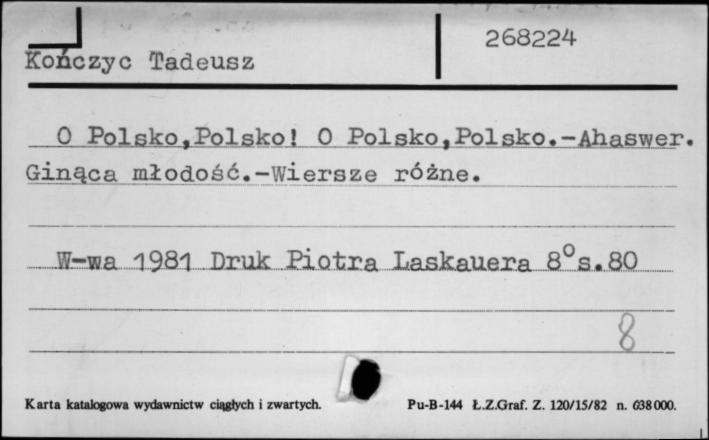 Kończyc Tadeusz
268224
O Polsko,Polsko! O Polsko,Polsko.-Ahaswer.
Ginąca młodość.-Wiersze różne.
W-wa 1981 Druk Piotra Laskauera 8°s.80
8
Karta katalogowa wydawnictw ciągłych i zwartych.
Pu-B-144 Ł.Z.Graf. Z. 120/15/82 n. 638000.